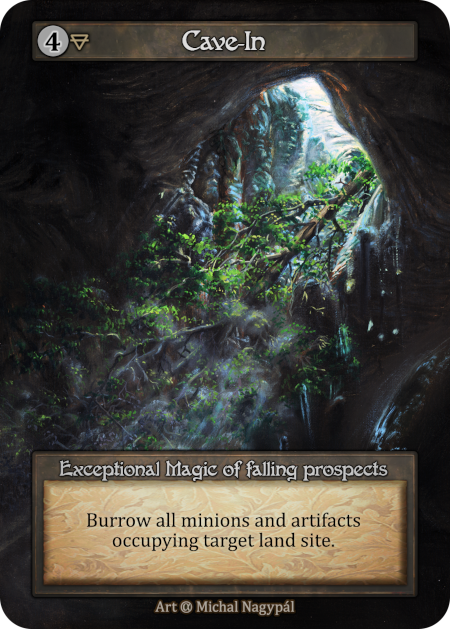 4 Cave-In
Exceptional Magic of falling prospects
Burrow all minions and artifacts
occupying target land site.
Art @ Michal Nagypál